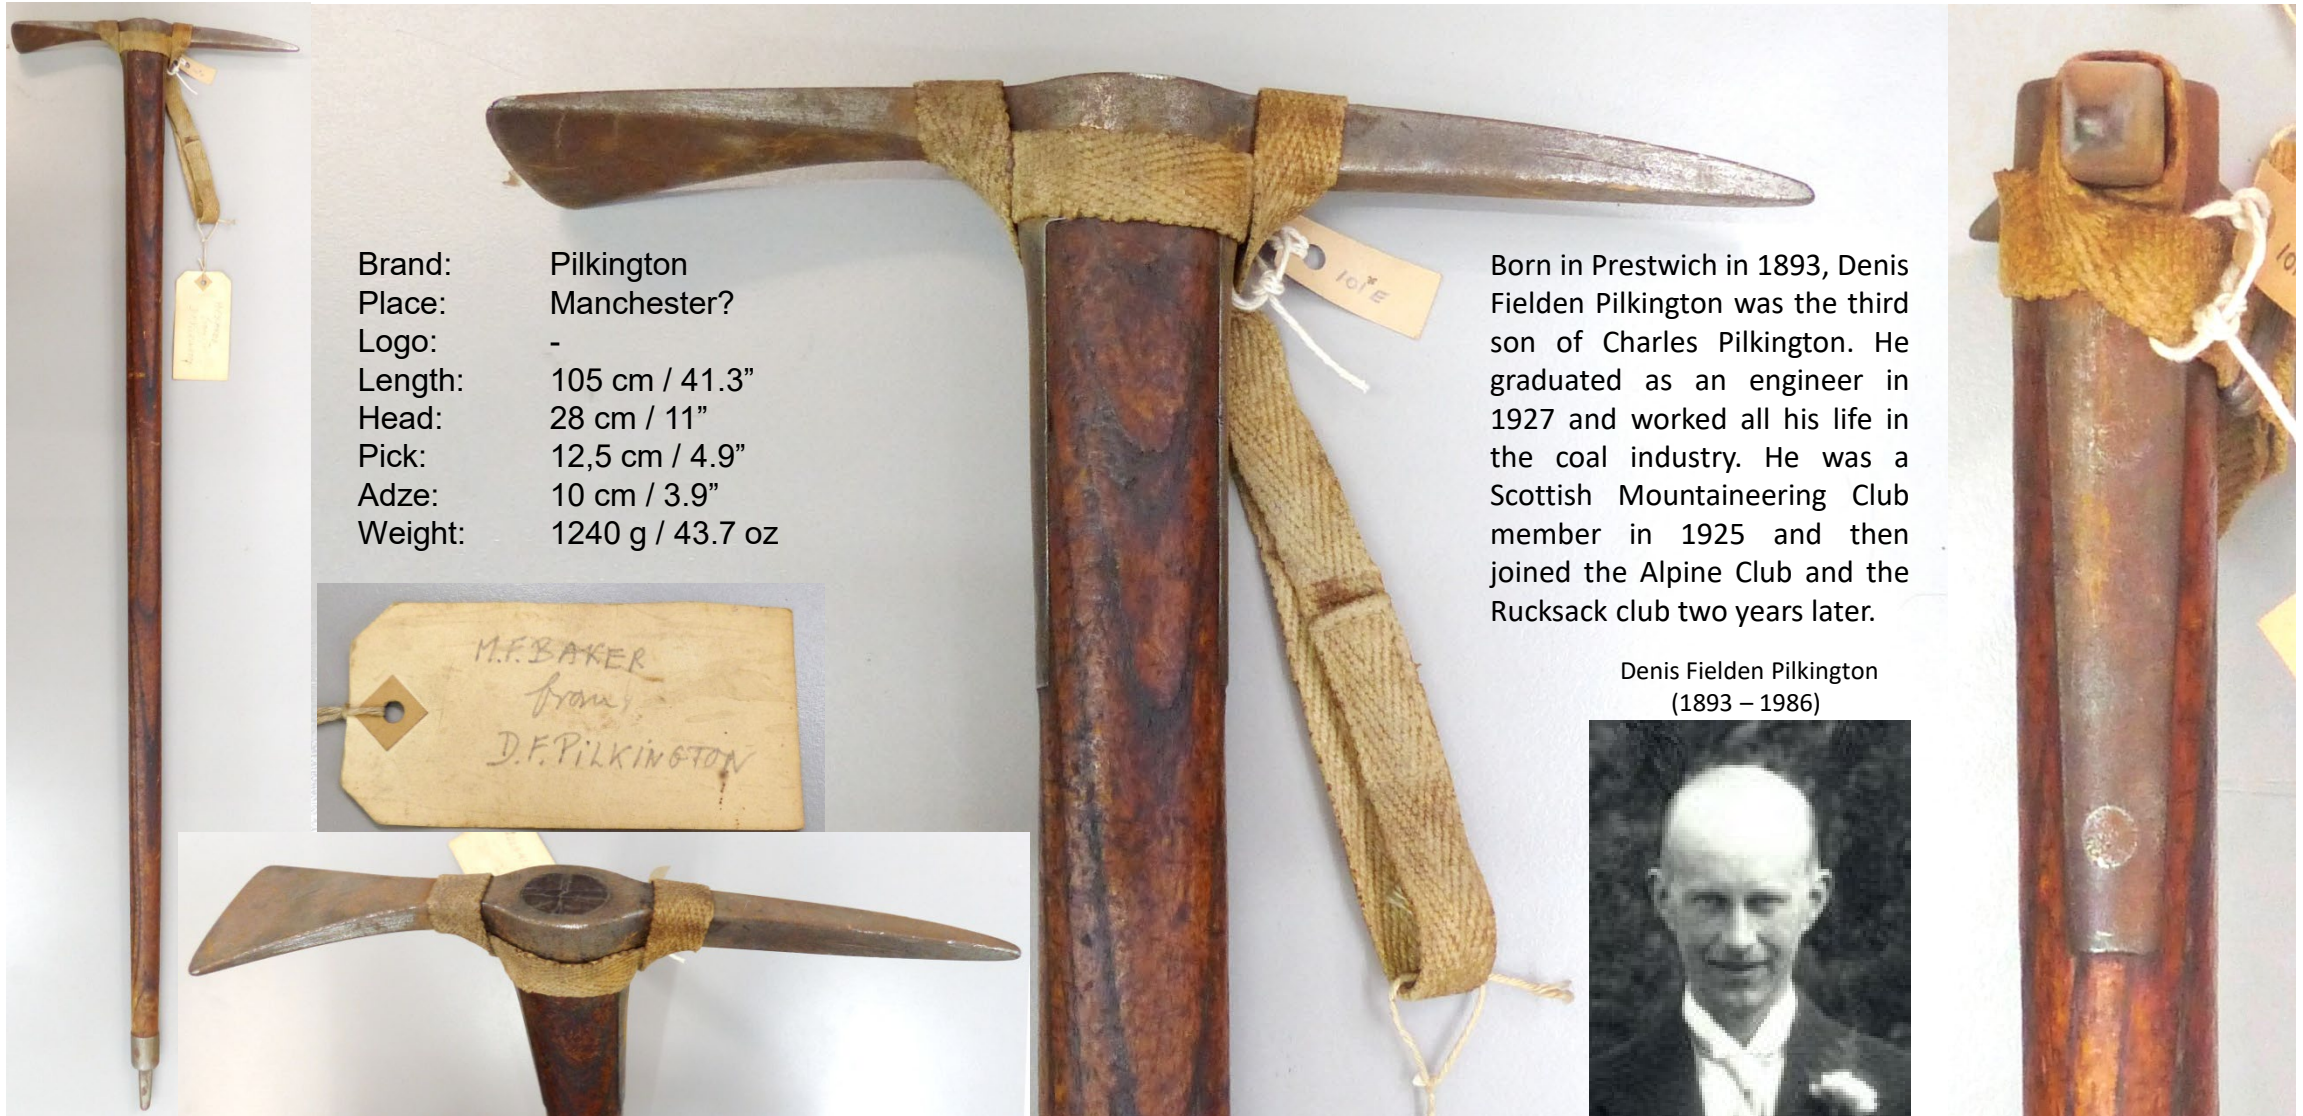 Brand: Pilkington
Place: Manchester?
Logo: -
Length: 105 cm / 41.3”
Head: 28 cm / 11”
Pick: 12,5 cm / 4.9”
Adze: 10 cm / 3.9”
Weight: 1240 g / 43.7 oz
M.F. BAKER
from
D.F. PiLKINGTON
101E
Born in Prestwich in 1893, Denis
Fielden Pilkington was the third
son of Charles Pilkington. He
graduated as an engineer in
1927 and worked all his life in
the coal industry. He was a
Scottish Mountaineering Club
member in 1925 and then
joined the Alpine Club and the
Rucksack club two years later.
Denis Fielden Pilkington
(1893 – 1986)